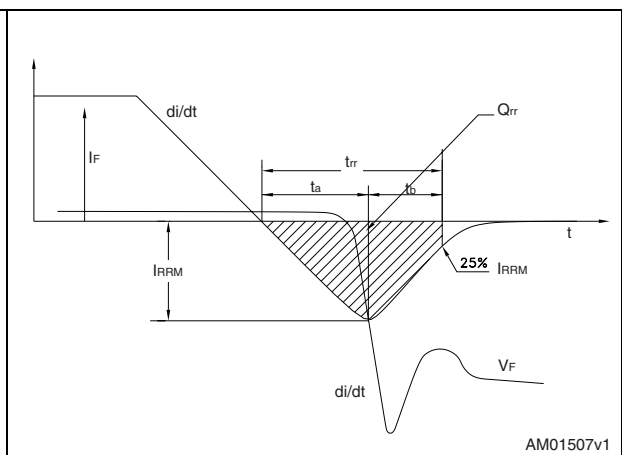 di/dt
Qrr
IF
trr
ta
tb
t
IRRM
25% IRRM
VF
di/dt
AM01507v1